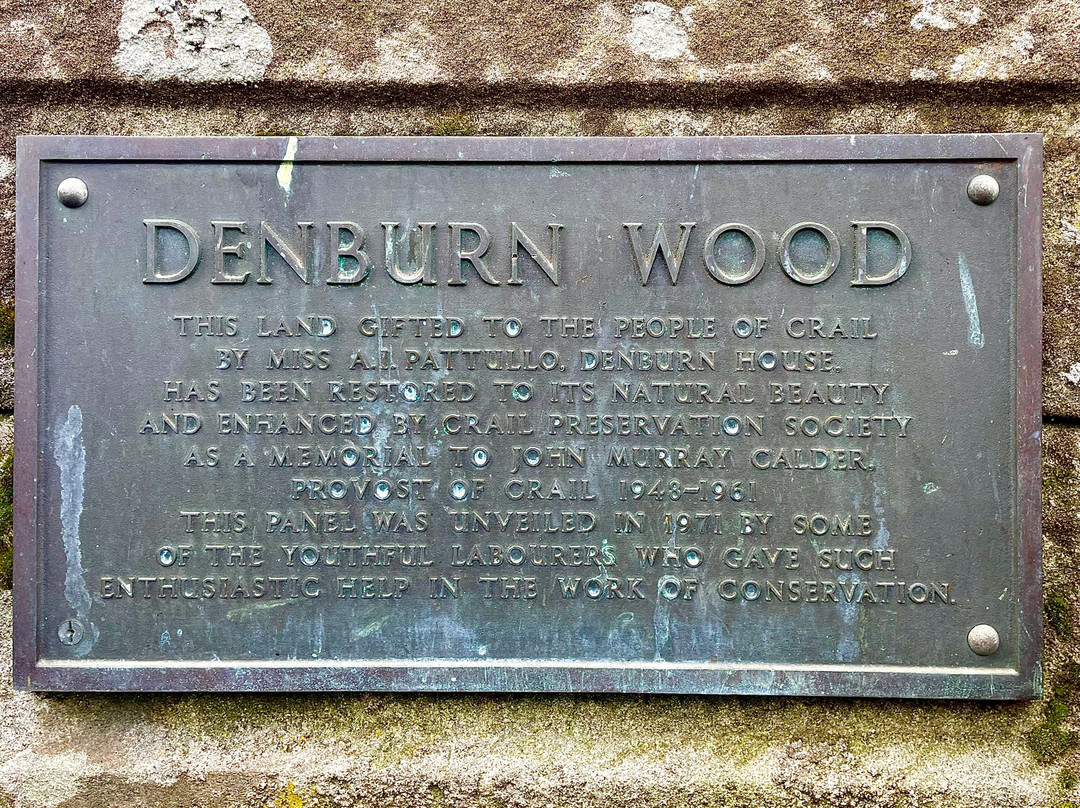 DENBURN WOOD
THIS LAND GIFTED TO THE PEOPLE OF CRAIL
BY MISS A.I. PATTULLO, DENBURN HOUSE,
HAS BEEN RESTORED TO ITS NATURAL BEAUTY
AND ENHANCED BY CRAIL PRESERVATION SOCIETY
AS A MEMORIAL TO JOHN MURRAY CALDER,
PROVOST OF CRAIL 1948-1961
THIS PANEL WAS UNVEILED IN 1971 BY SOME
OF THE YOUTHFUL LABOURERS WHO GAVE SUCH
ENTHUSIASTIC HELP IN THE WORK OF CONSERVATION.